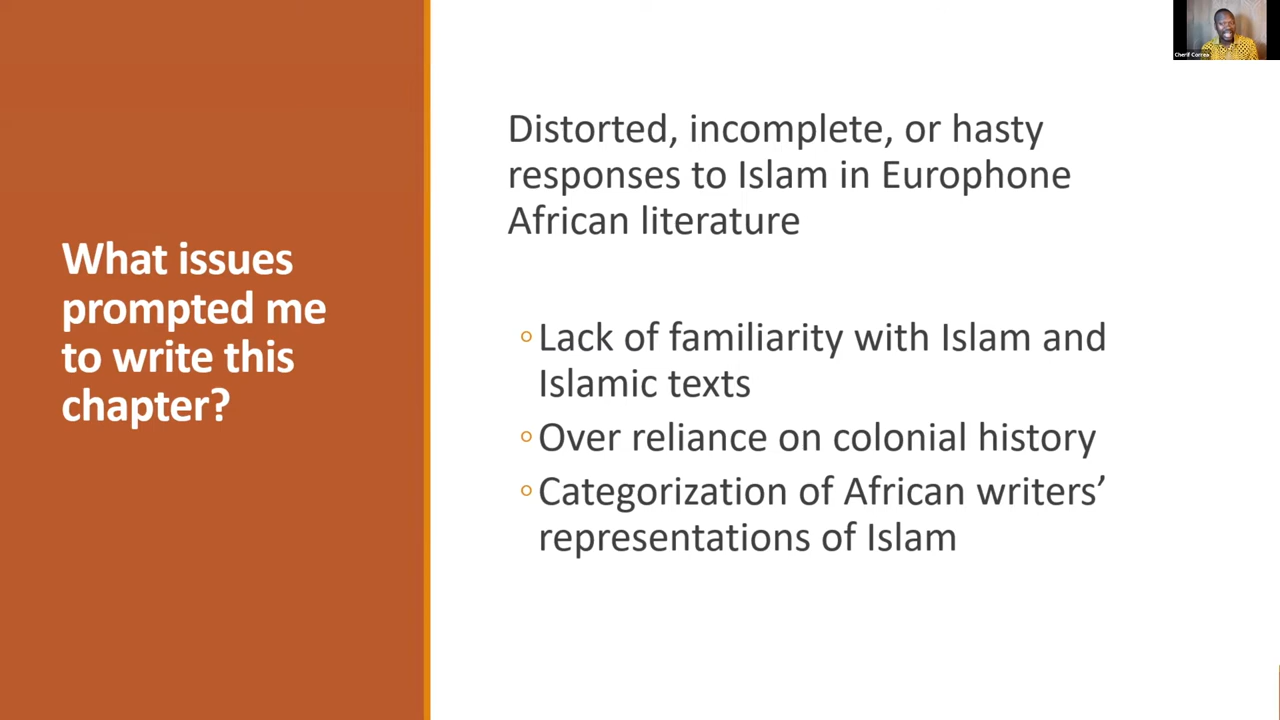 What issues
prompted me
to write this
chapter?
Distorted, incomplete, or hasty
responses to Islam in Europhone
African literature
Lack of familiarity with Islam and
Islamic texts
Over reliance on colonial history
Categorization of African writers’
representations of Islam
Cherif Correa